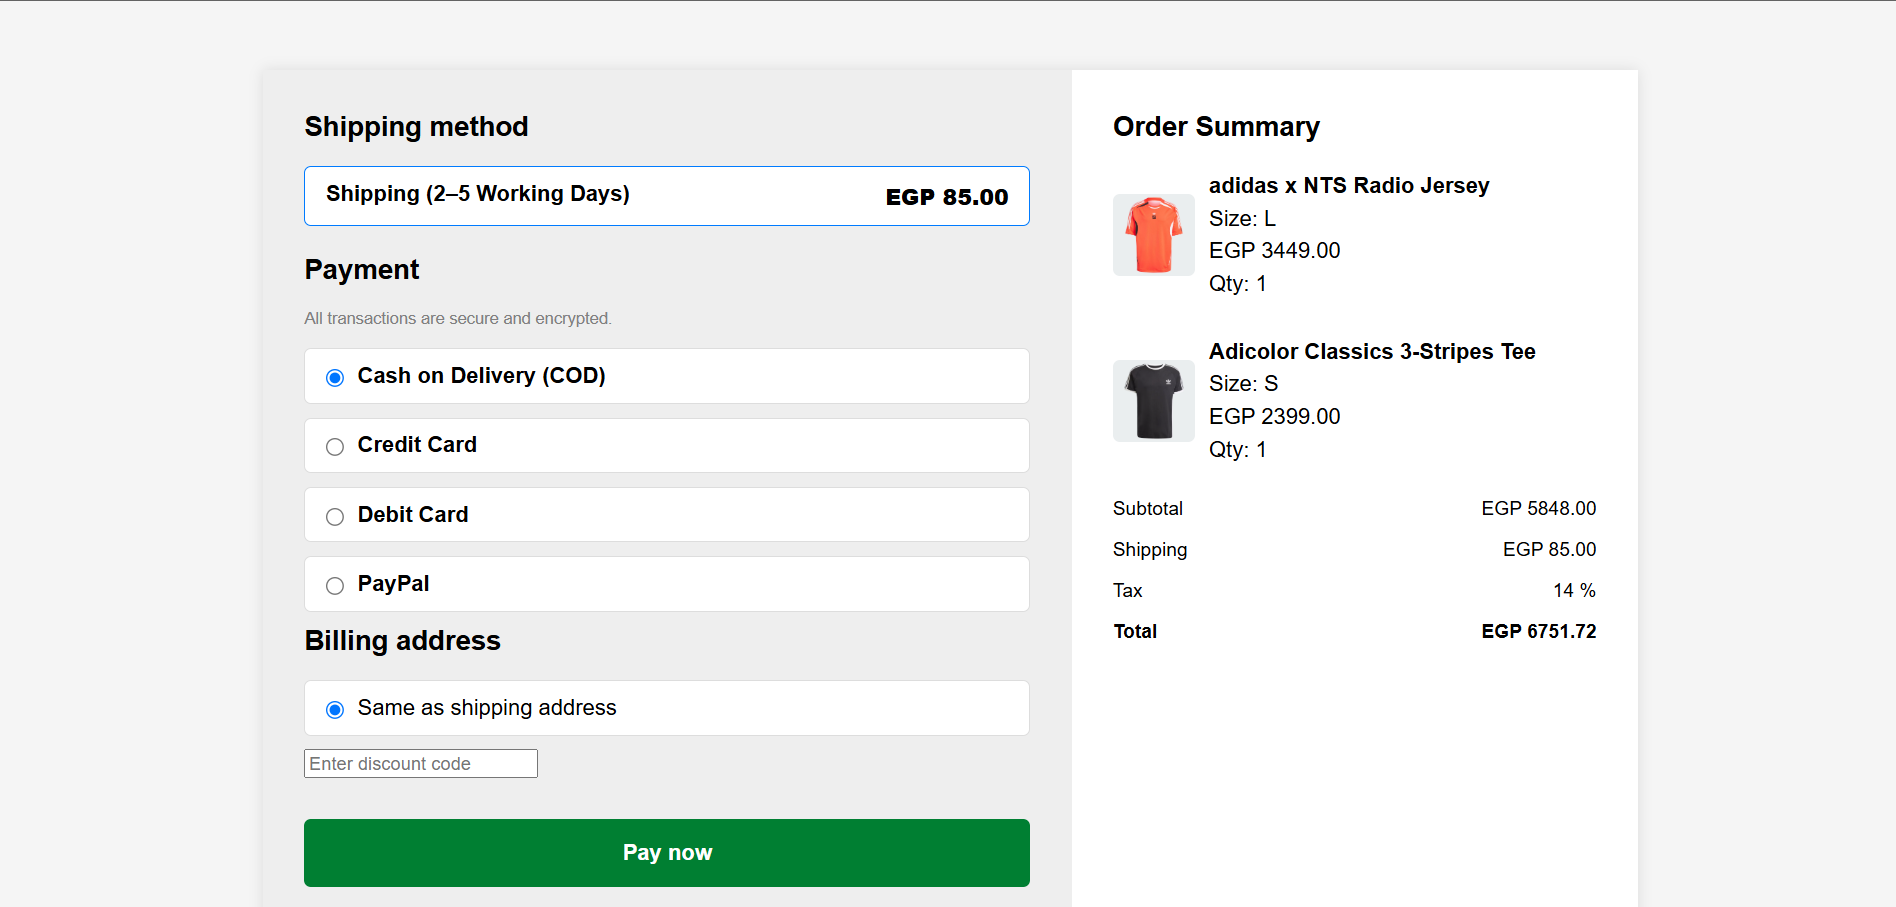 Shipping method
Shipping (2–5 Working Days)
EGP 85.00
Payment
All transactions are secure and encrypted.
Cash on Delivery (COD)
Credit Card
Debit Card
PayPal
Billing address
Same as shipping address
Enter discount code
Pay now
Order Summary
adidas x NTS Radio Jersey
Size: L
EGP 3449.00
Qty: 1
Adicolor Classics 3-Stripes Tee
Size: S
EGP 2399.00
Qty: 1
Subtotal EGP 5848.00
Shipping EGP 85.00
Tax 14 %
Total EGP 6751.72